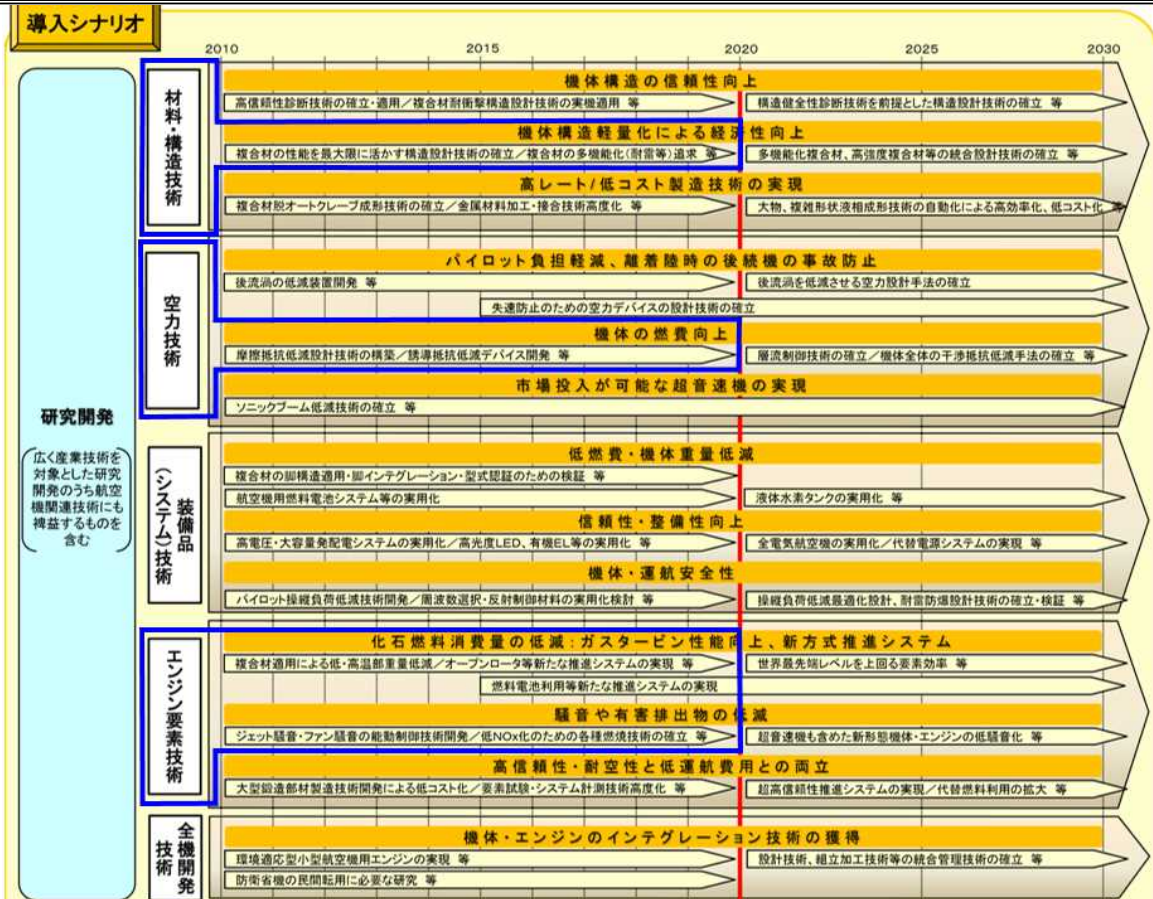 導入シナリオ
2010 2015 2020 2025 2030
研究開発
広く産業技術を
対象とした研究
開発のうち航空
機関連技術にも
裨益するものを
含む
材料・構造技術
機体構造の信頼性向上
高信頼性診断技術の確立・適用/複合材耐衝撃構造設計技術の実機適用 等
構造健全性診断技術を前提とした構造設計技術の確立 等
機体構造軽量化による経済性向上
複合材の性能を最大限に活かす構造設計技術の確立/複合材の多機能化(耐雷等)追求 等
多機能化複合材、高強度複合材等の統合設計技術の確立 等
高レート/低コスト製造技術の実現
複合材脱オートクレーブ成形技術の確立/金属材料加工・接合技術高度化 等
大物、複雑形状液相成形技術の自動化による高効率化、低コスト化 等
空力技術
パイロット負担軽減、離着陸時の後続機の事故防止
後流渦の低減装置開発 等
後流渦を低減させる空力設計手法の確立
失速防止のための空力デバイスの設計技術の確立
機体の燃費向上
摩擦抵抗低減設計技術の構築/誘導抵抗低減デバイス開発 等
層流制御技術の確立/機体全体の干渉抵抗低減手法の確立 等
市場投入が可能な超音速機の実現
ソニックブーム低減技術の確立 等
装備品
(システム)技術
低燃費・機体重量低減
複合材の脚構造適用・脚インテグレーション・型式認証のための検証 等
航空機用燃料電池システム等の実用化
液体水素タンクの実用化 等
信頼性・整備性向上
高電圧・大容量発配電システムの実用化/高光度LED、有機EL等の実用化 等
全電気航空機の実用化/代替電源システムの実現 等
機体・運航安全性
パイロット操縦負荷低減技術開発/周波数選択・反射制御材料の実用化検討 等
操縦負荷低減最適化設計、耐雷防爆設計技術の確立・検証 等
エンジン要素技術
化石燃料消費量の低減:ガスタービン性能向上、新方式推進システム
複合材適用による低・高温部重量低減/オープンロータ等新たな推進システムの実現 等
世界最先端レベルを上回る要素効率 等
燃料電池利用等新たな推進システムの実現
騒音や有害排出物の低減
ジェット騒音・ファン騒音の能動制御技術開発/低NOx化のための各種燃焼技術の確立 等
超音速機も含めた新形態機体・エンジンの低騒音化 等
高信頼性・耐空性と低運航費用との両立
大型鍛造部材製造技術開発による低コスト化/要素試験・システム計測技術高度化 等
超高信頼性推進システムの実現/代替燃料利用の拡大 等
全機開発
技術
機体・エンジンのインテグレーション技術の獲得
環境適応型小型航空機用エンジンの実現 等
設計技術、組立加工技術等の統合管理技術の確立 等
防衛省機の民間転用に必要な研究 等